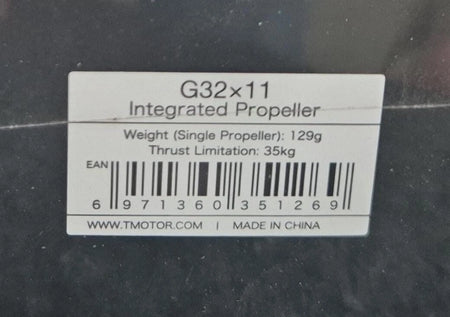 G32×11
Integrated Propeller
Weight (Single Propeller): 129g
Thrust Limitation: 35kg
EAN
6 971360 351269
WWW.TMOTOR.COM | MADE IN CHINA